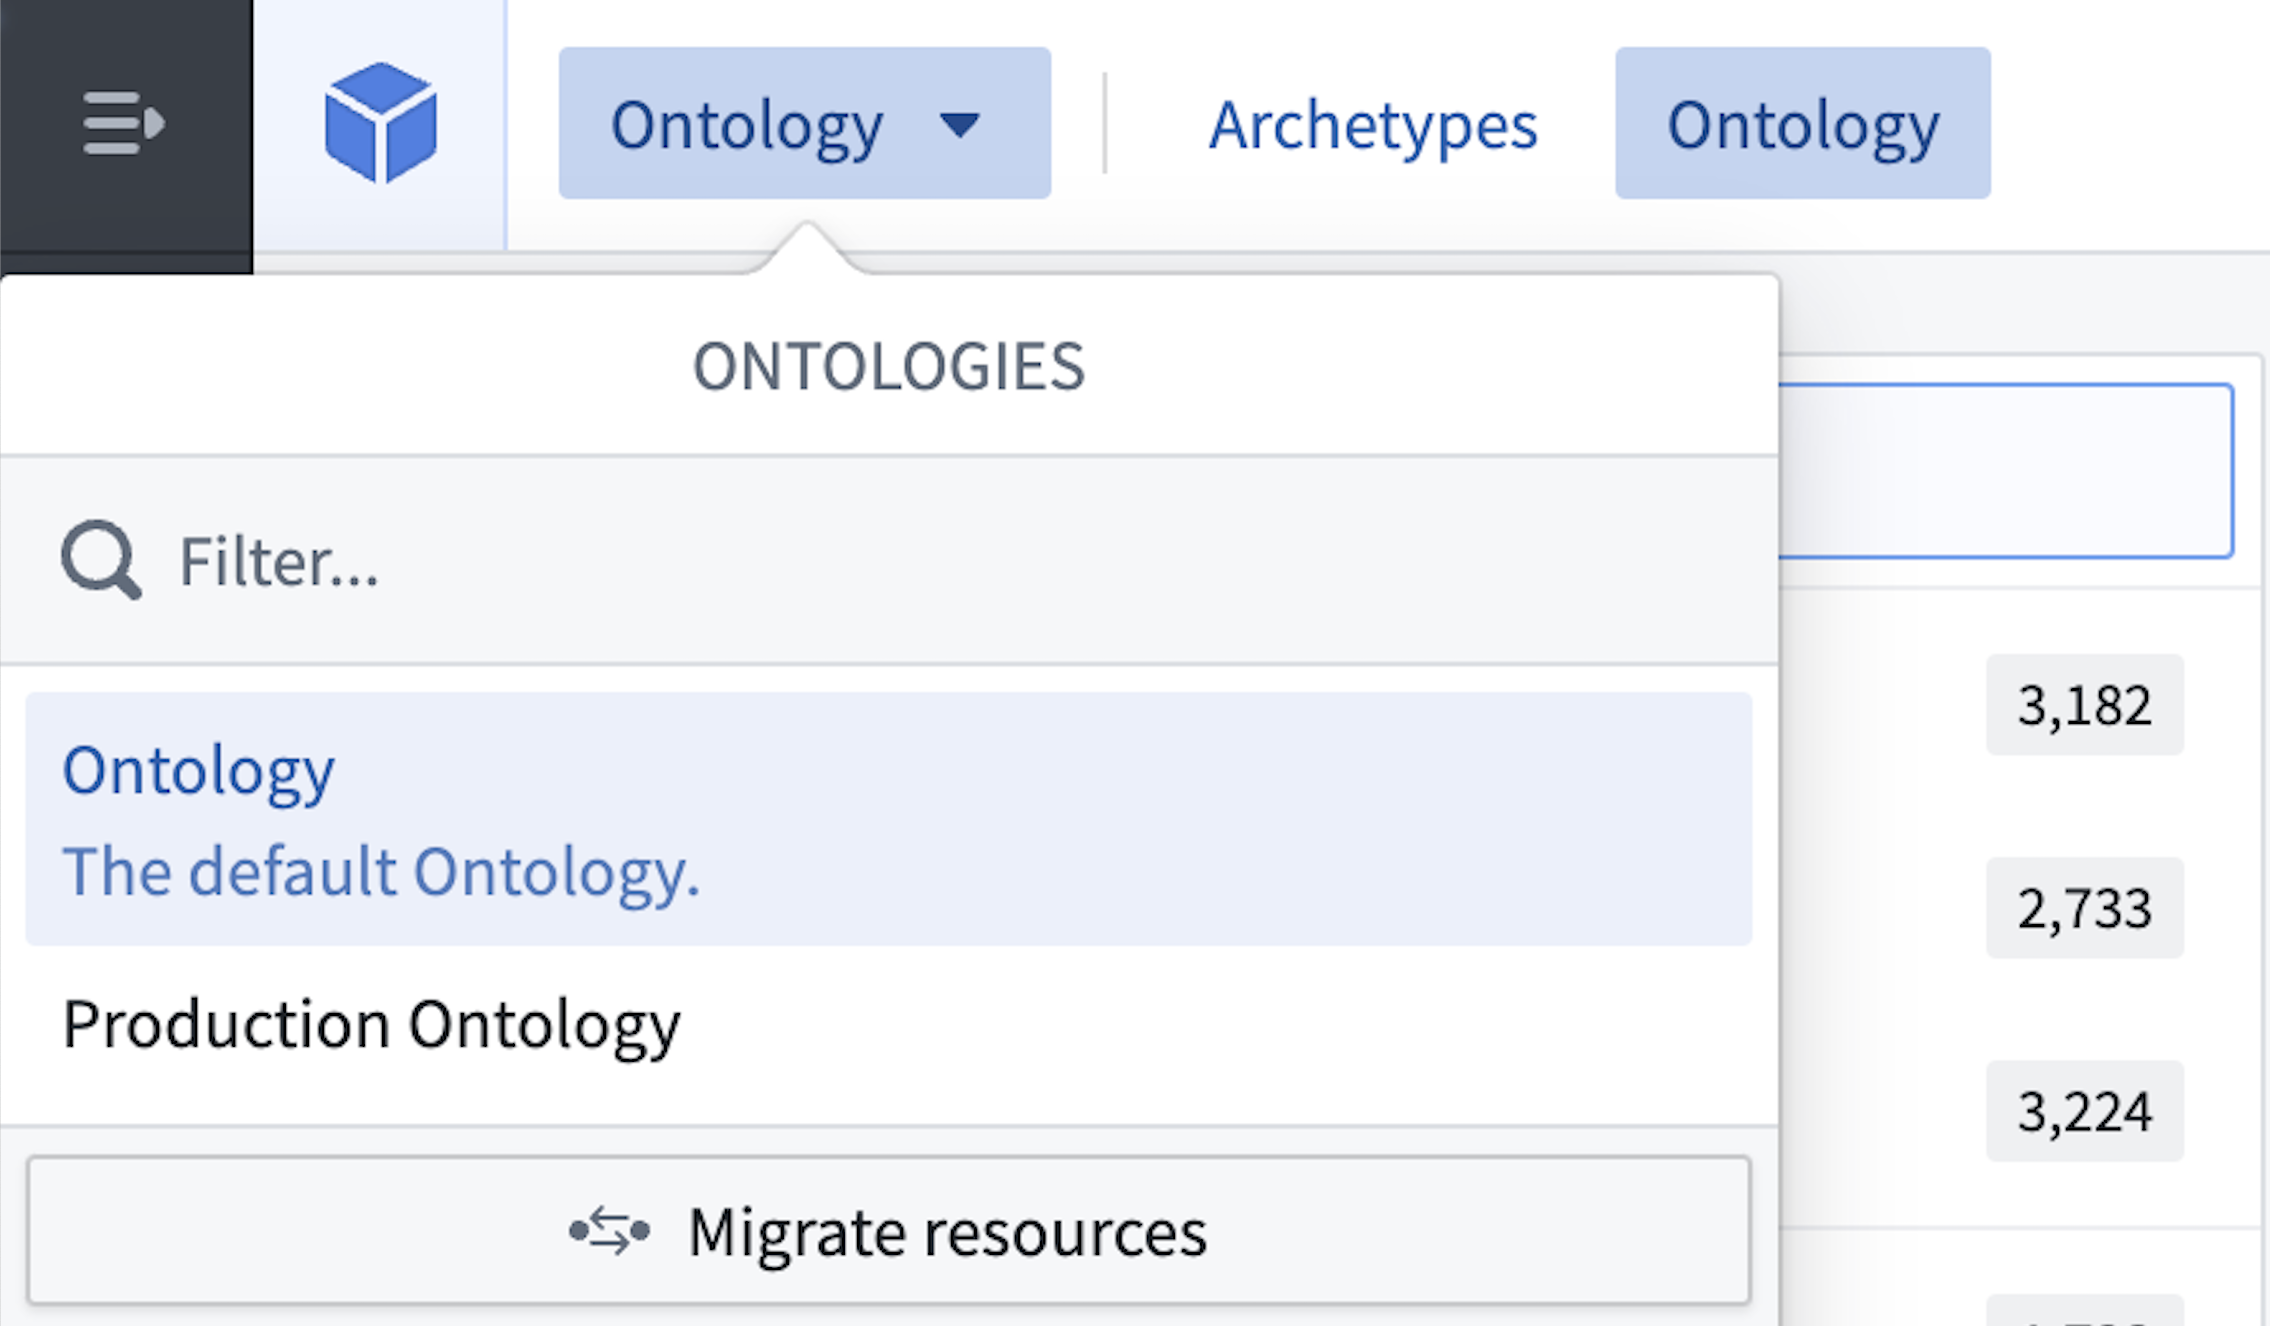 Ontology
Archetypes
Ontology
ONTOLOGIES
Filter...
Ontology
The default Ontology.
Production Ontology
Migrate resources
3,182
2,733
3,224